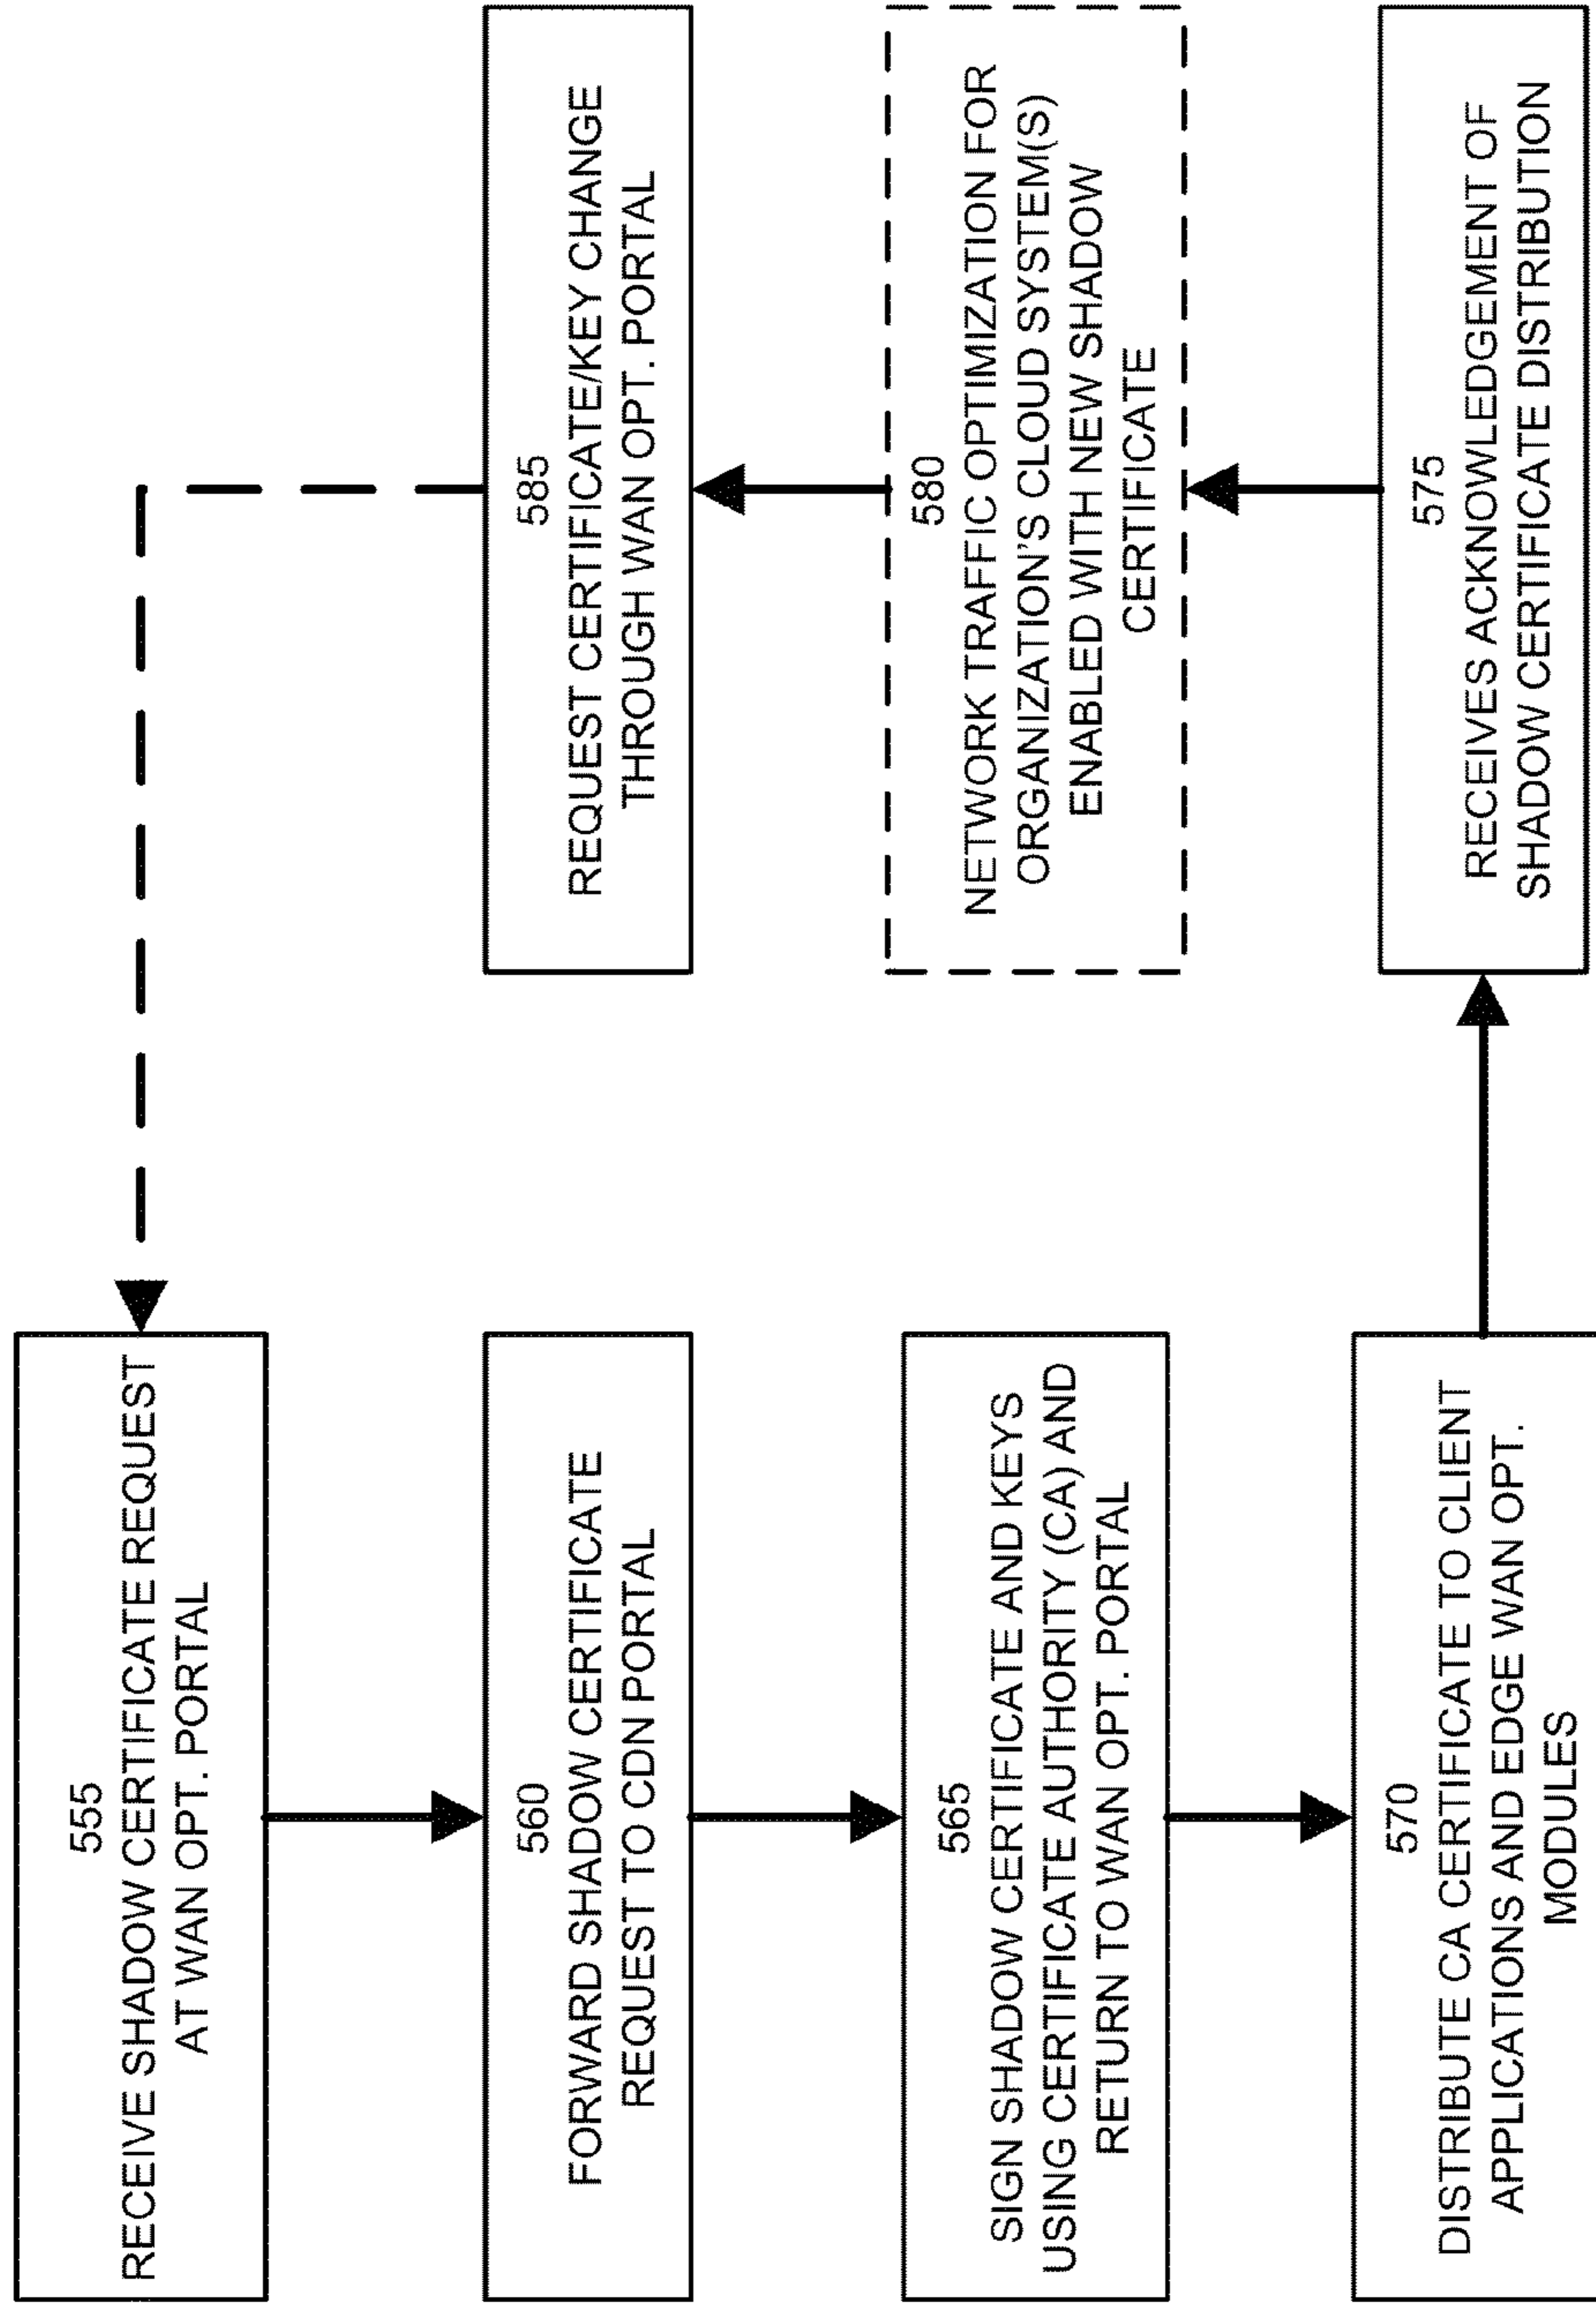 555
RECEIVE SHADOW CERTIFICATE REQUEST
AT WAN OPT. PORTAL
560
FORWARD SHADOW CERTIFICATE
REQUEST TO CDN PORTAL
565
SIGN SHADOW CERTIFICATE AND KEYS
USING CERTIFICATE AUTHORITY (CA) AND
RETURN TO WAN OPT. PORTAL
570
DISTRIBUTE CA CERTIFICATE TO CLIENT
APPLICATIONS AND EDGE WAN OPT.
MODULES
575
RECEIVES ACKNOWLEDGEMENT OF
SHADOW CERTIFICATE DISTRIBUTION
580
NETWORK TRAFFIC OPTIMIZATION FOR
ORGANIZATION'S CLOUD SYSTEM(S)
ENABLED WITH NEW SHADOW
CERTIFICATE
585
REQUEST CERTIFICATE/KEY CHANGE
THROUGH WAN OPT. PORTAL